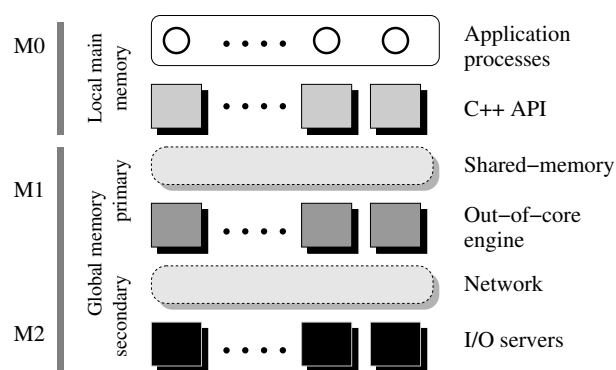 M0
Local main
memory
Application
processes
C++ API
M1
Global memory
primary
secondary
Shared−memory
Out−of−core
engine
Network
M2
I/O servers